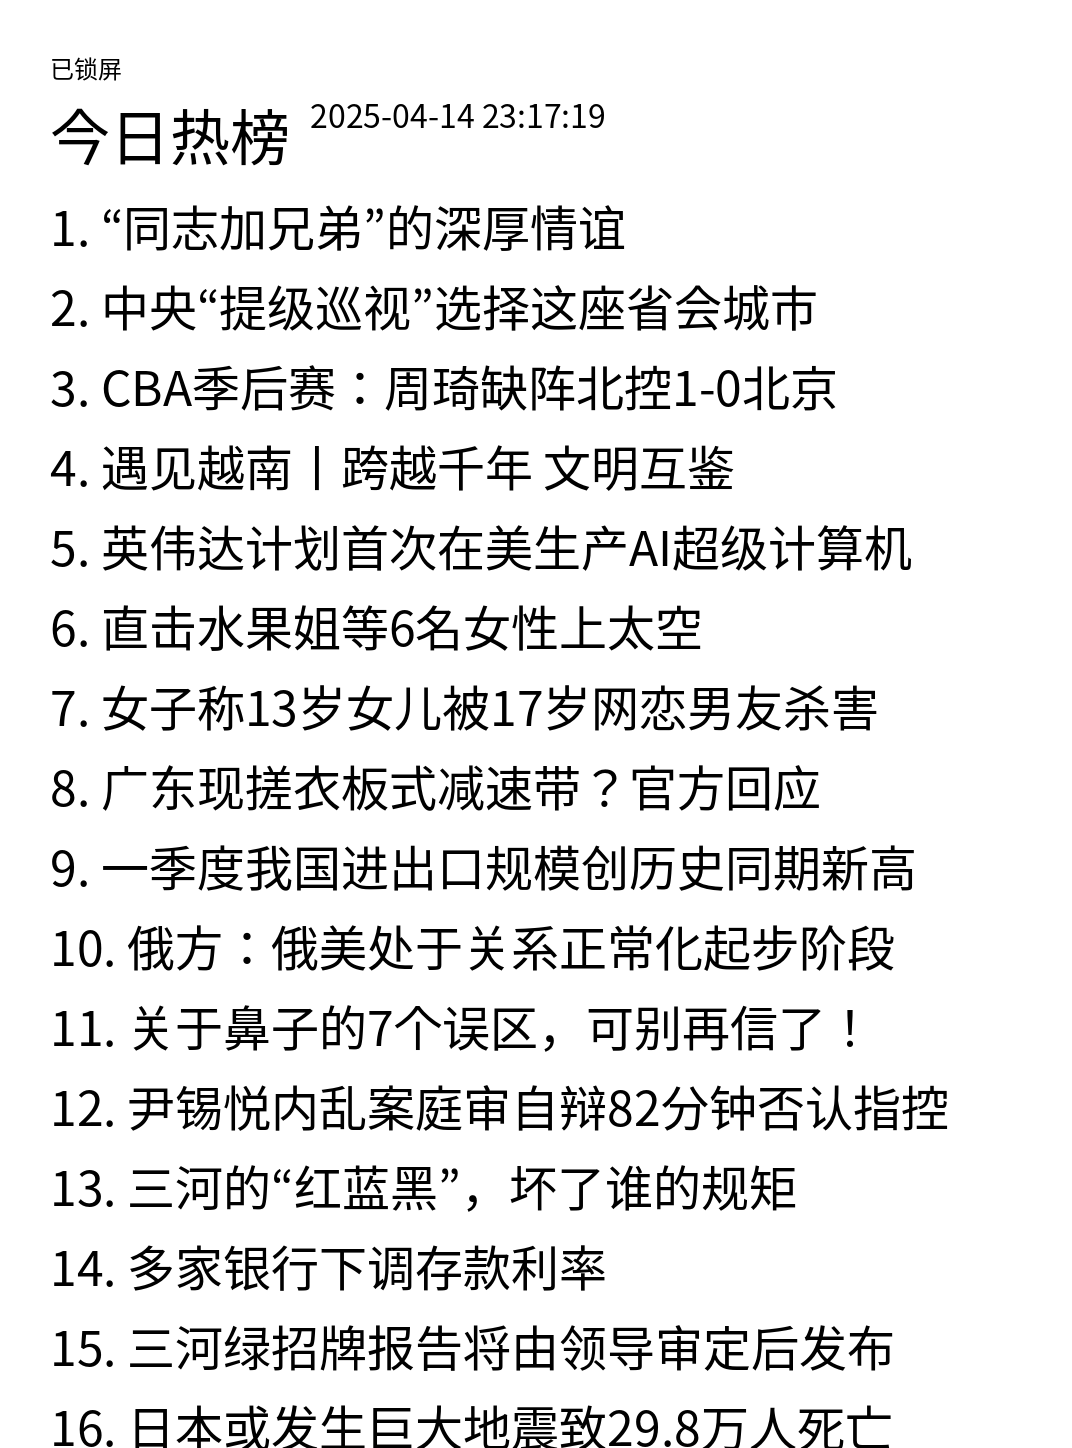 已锁屏
今日热榜 2025-04-14 23:17:19
1. “同志加兄弟”的深厚情谊
2. 中央“提级巡视”选择这座省会城市
3. CBA季后赛：周琦缺阵北控1-0北京
4. 遇见越南丨跨越千年 文明互鉴
5. 英伟达计划首次在美生产AI超级计算机
6. 直击水果姐等6名女性上太空
7. 女子称13岁女儿被17岁网恋男友杀害
8. 广东现搓衣板式减速带？官方回应
9. 一季度我国进出口规模创历史同期新高
10. 俄方：俄美处于关系正常化起步阶段
11. 关于鼻子的7个误区，可别再信了！
12. 尹锡悦内乱案庭审自辩82分钟否认指控
13. 三河的“红蓝黑”，坏了谁的规矩
14. 多家银行下调存款利率
15. 三河绿招牌报告将由领导审定后发布
16. 日本或发生巨大地震致29.8万人死亡